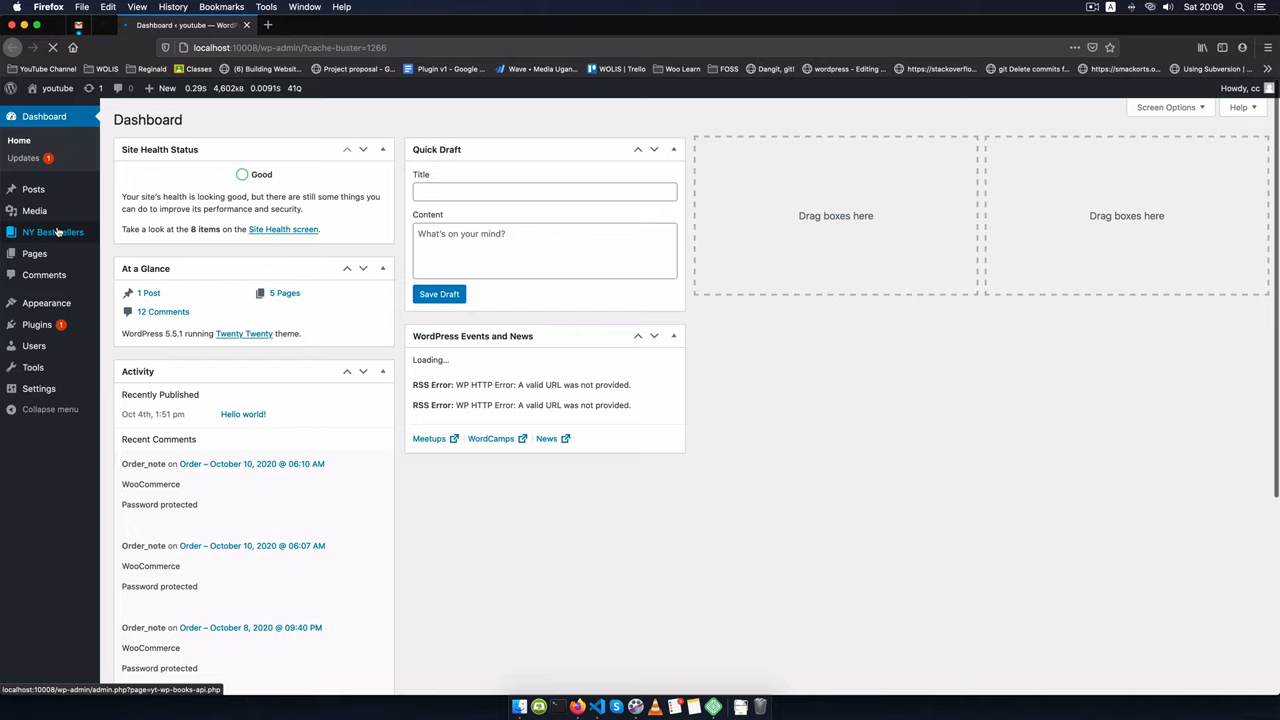 Firefox File Edit View History Bookmarks Tools Window Help Sat 20:09
Dashboard ‹ youtube — WordP
localhost:10008/wp-admin/?cache-buster=1266
YouTube Channel WOLIS Reginald Classes (6) Building Website... Project proposal - G... Plugin v1 - Google ... Wave • Media Ugan... WOLIS | Trello Woo Learn FOSS Dangit, git! wordpress - Editing ... https://stackoverflo... git Delete commits f... https://smackorts.o... Using Subversion | ...
youtube 1 New 0.29s 4,602kB 0.0091s 41Q Howdy, cc
Screen Options Help
Dashboard
Home
Updates 1
Posts
Media
NY Bestsellers
Pages
Comments
Appearance
Plugins 1
Users
Tools
Settings
Collapse menu
Dashboard
Site Health Status
Good
Your site's health is looking good, but there are still some things you
can do to improve its performance and security.
Take a look at the 8 items on the Site Health screen.
At a Glance
1 Post 5 Pages
12 Comments
WordPress 5.5.1 running Twenty Twenty theme.
Activity
Recently Published
Oct 4th, 1:51 pm Hello world!
Recent Comments
Order_note on Order – October 10, 2020 @ 06:10 AM
WooCommerce
Password protected
Order_note on Order – October 10, 2020 @ 06:07 AM
WooCommerce
Password protected
Order_note on Order – October 8, 2020 @ 09:40 PM
WooCommerce
Password protected
Quick Draft
Title
Content
What's on your mind?
Save Draft
WordPress Events and News
Loading...
RSS Error: WP HTTP Error: A valid URL was not provided.
RSS Error: WP HTTP Error: A valid URL was not provided.
Meetups WordCamps News
Drag boxes here Drag boxes here
localhost:10008/wp-admin/admin.php?page=yt-wp-books-api.php